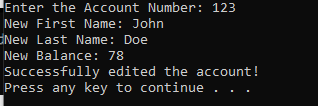 Enter the Account Number: 123
New First Name: John
New Last Name: Doe
New Balance: 78
Successfully edited the account!
Press any key to continue . . .